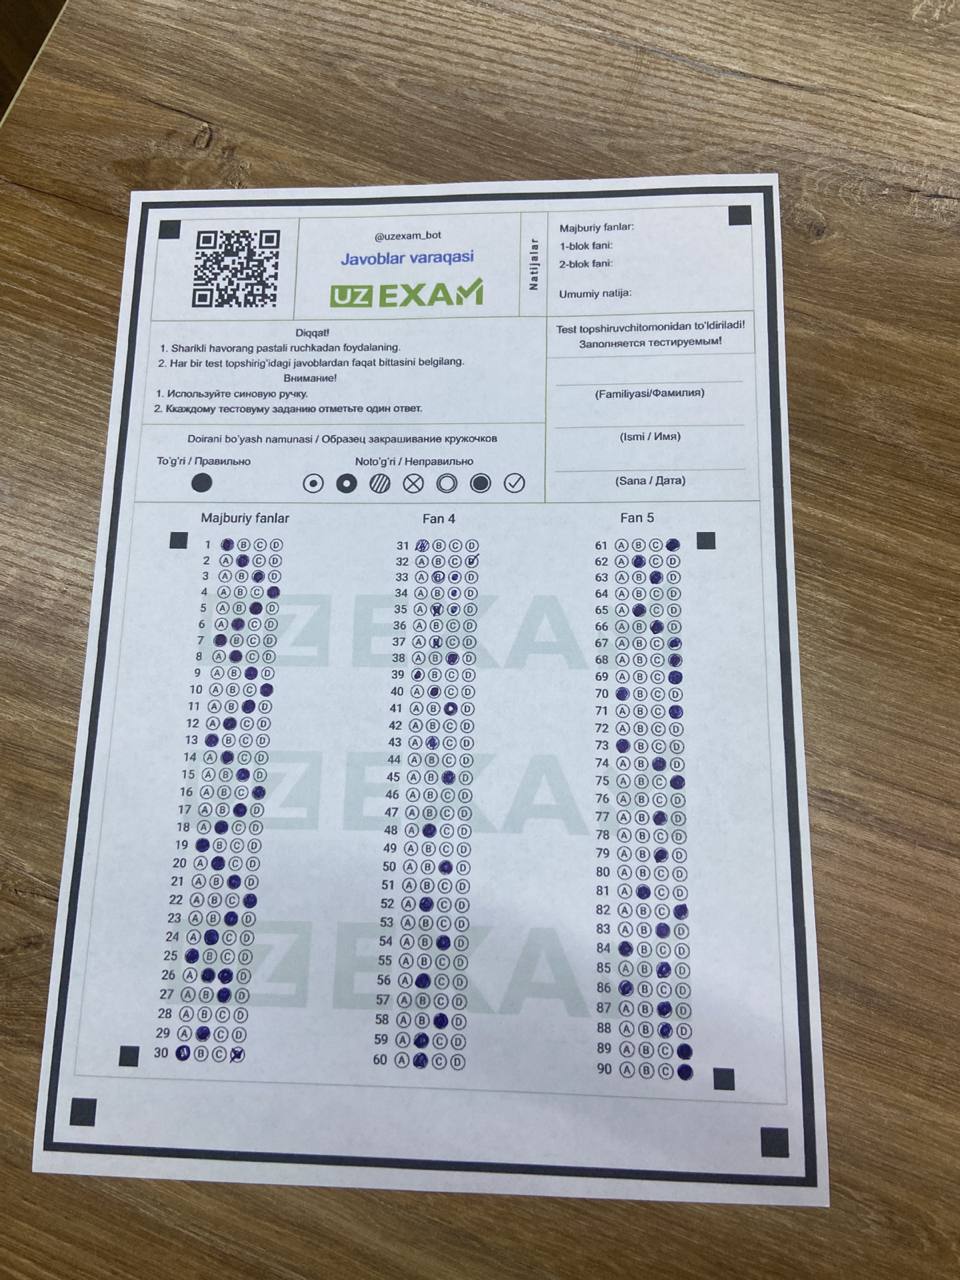 @uzexam_bot
Javoblar varaqasi
UZ EXAM
Natijalar
Majburiy fanlar:
1-blok fani:
2-blok fani:
Umumiy natija:
Diqqat!
1. Sharikli havorang pastali ruchkadan foydalaning.
2. Har bir test topshirig'idagi javoblardan faqat bittasini belgilang.
Внимание!
1. Используйте синовую ручку.
2. Ккаждому тестовуму заданию отметьте один ответ.
Test topshiruvchitomonidan to'ldiriladi!
Заполняется тестируемым!
(Familiyasi/Фамилия)
(Ismi / Имя)
(Sana / Дата)
Doirani bo'yash namunasi / Образец закрашивание кружочков
To'g'ri / Правильно
Noto'g'ri / Неправильно
Majburiy fanlar
1 B C D
2 A C D
3 A B D
4 A B C
5 A B D
6 A C D
7 B C D
8 A C D
9 A B D
10 A B C
11 A B D
12 A C D
13 B C D
14 A C D
15 A B D
16 A B C
17 A B D
18 A C D
19 B C D
20 A C D
21 A B D
22 A B C
23 A B D
24 A C D
25 B C D
26 A D
27 A B D
28 A B C D
29 A C D
30 A B C
Fan 4
31 A B C D
32 A B C D
33 A B D
34 A B D
35 A D
36 A B C D
37 A C D
38 A B D
39 B C D
40 A C D
41 A B D
42 A B C D
43 A C D
44 A B C D
45 A B D
46 A B C D
47 A B C D
48 A C D
49 A B C D
50 A B D
51 A B C D
52 A C D
53 A B C D
54 A B D
55 A B C D
56 A C D
57 A B C D
58 A B D
59 A C D
60 A C D
Fan 5
61 A B C
62 A C D
63 A B D
64 A B C D
65 A C D
66 A B D
67 A B C
68 A B C
69 A B C
70 B C D
71 A B C
72 A B C D
73 B C D
74 A B D
75 A B C
76 A B C D
77 A B D
78 A B C D
79 A B D
80 A B C D
81 A C D
82 A B C
83 A B D
84 B C D
85 A B D
86 B C D
87 A B D
88 A B D
89 A B C
90 A B C